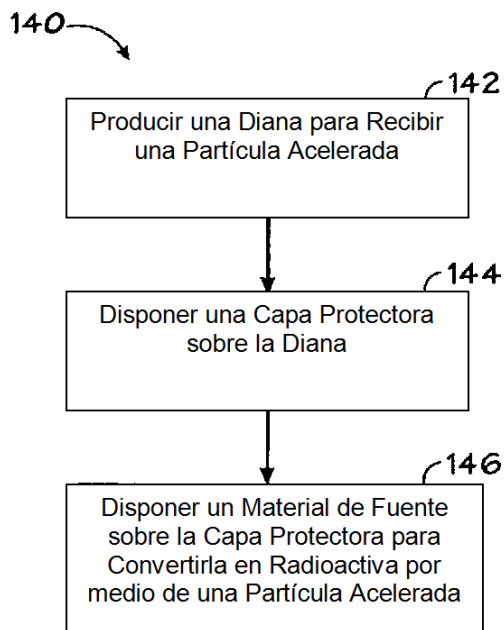 140
142
Producir una Diana para Recibir
una Partícula Acelerada
144
Disponer una Capa Protectora
sobre la Diana
146
Disponer un Material de Fuente
sobre la Capa Protectora para
Convertirla en Radioactiva por
medio de una Partícula Acelerada